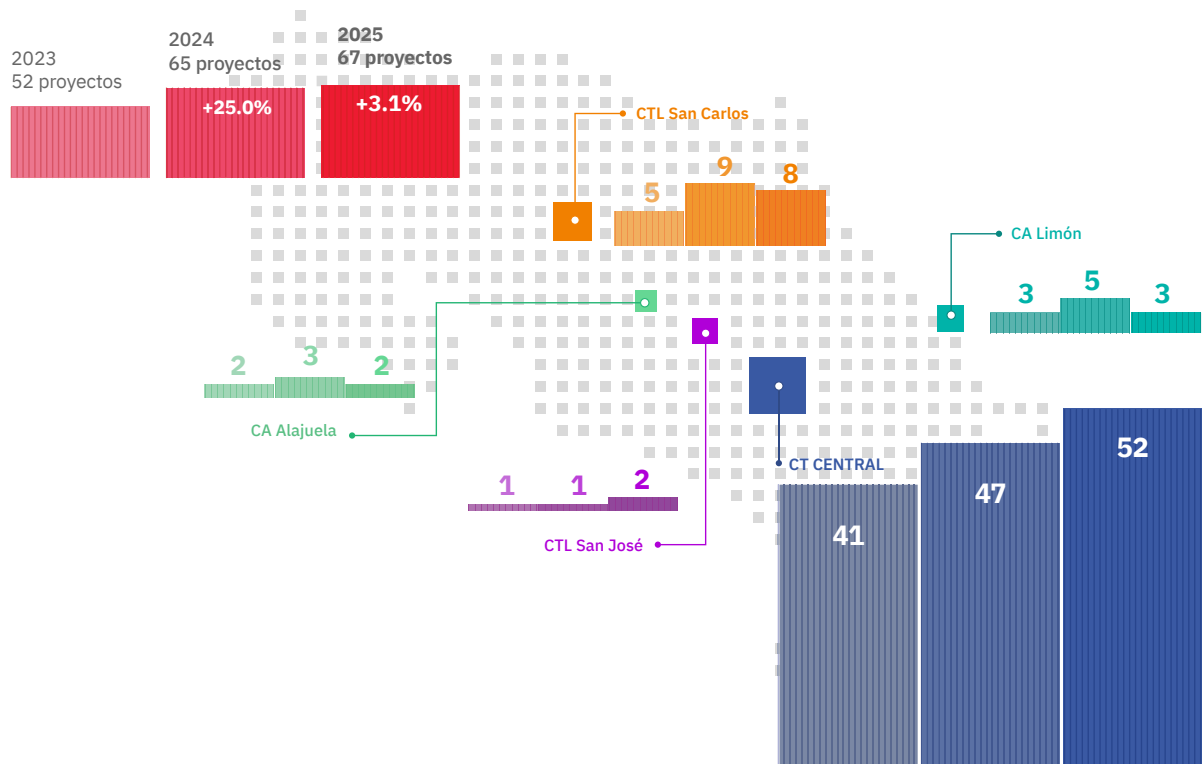 2023
52 proyectos
2024
65 proyectos
2025
67 proyectos
+25.0%
+3.1%
CTL San Carlos
5
9
8
CA Limón
3
5
3
2
3
2
CA Alajuela
1
1
2
CTL San José
CT CENTRAL
41
47
52